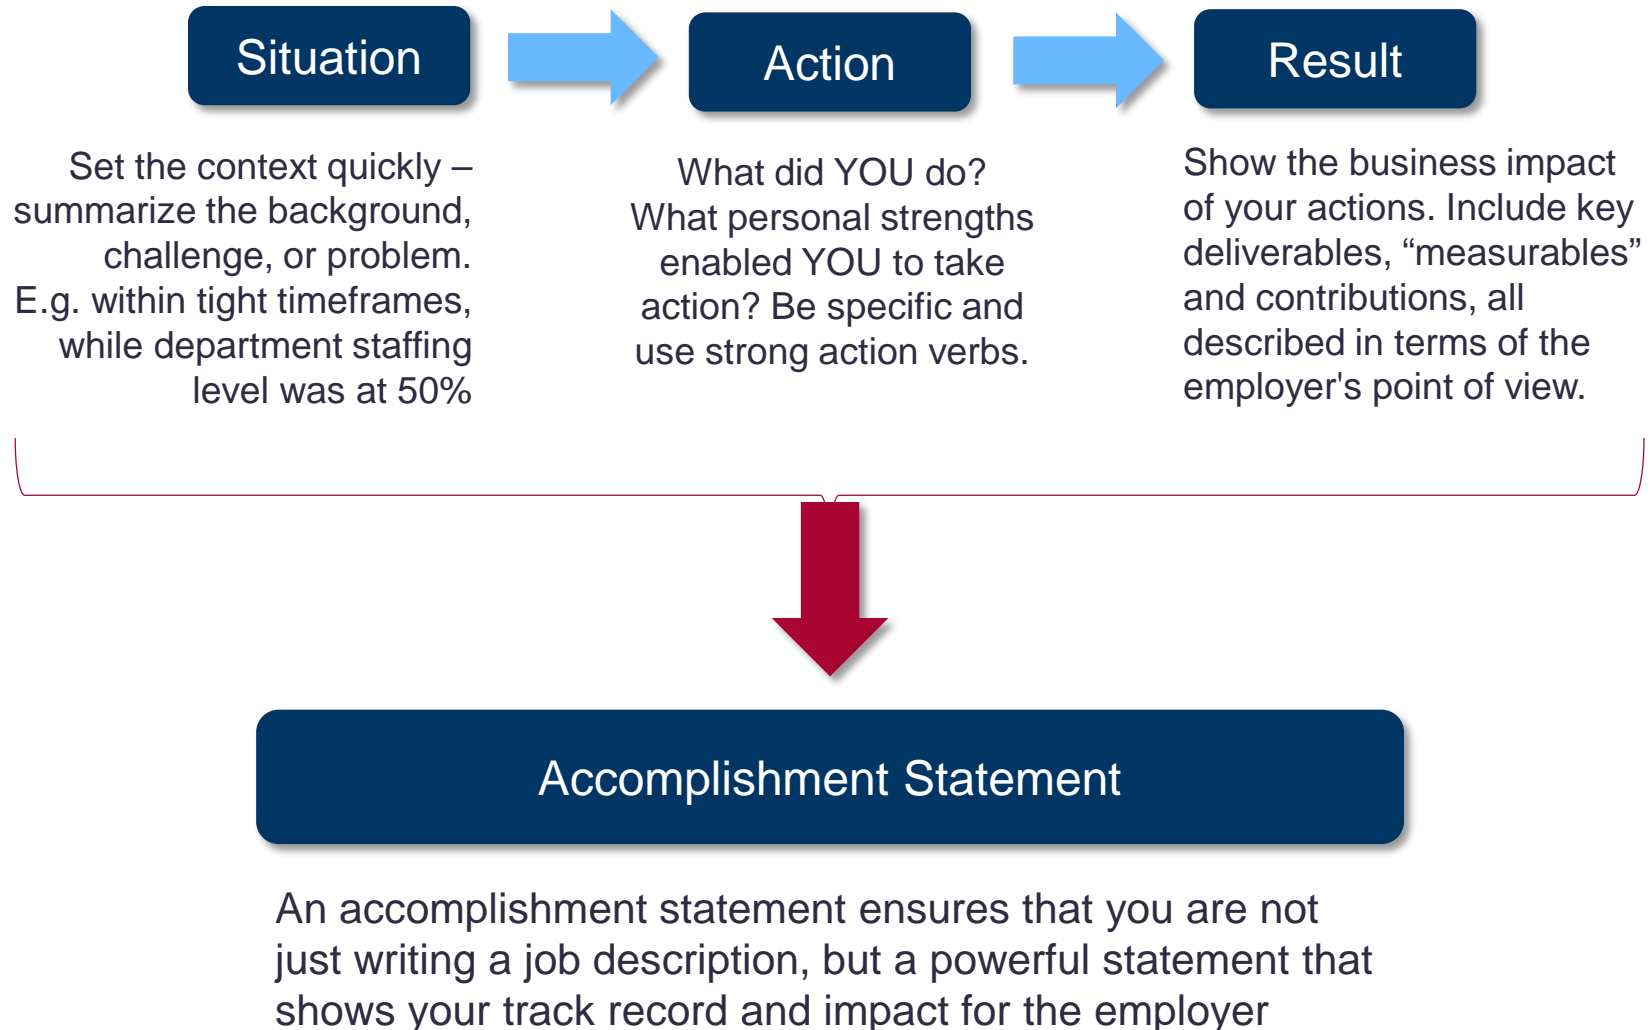 Situation
Action
Result
Set the context quickly –
summarize the background,
challenge, or problem.
E.g. within tight timeframes,
while department staffing
level was at 50%
What did YOU do?
What personal strengths
enabled YOU to take
action? Be specific and
use strong action verbs.
Show the business impact
of your actions. Include key
deliverables, “measurables”
and contributions, all
described in terms of the
employer's point of view.
Accomplishment Statement
An accomplishment statement ensures that you are not
just writing a job description, but a powerful statement that
shows your track record and impact for the employer